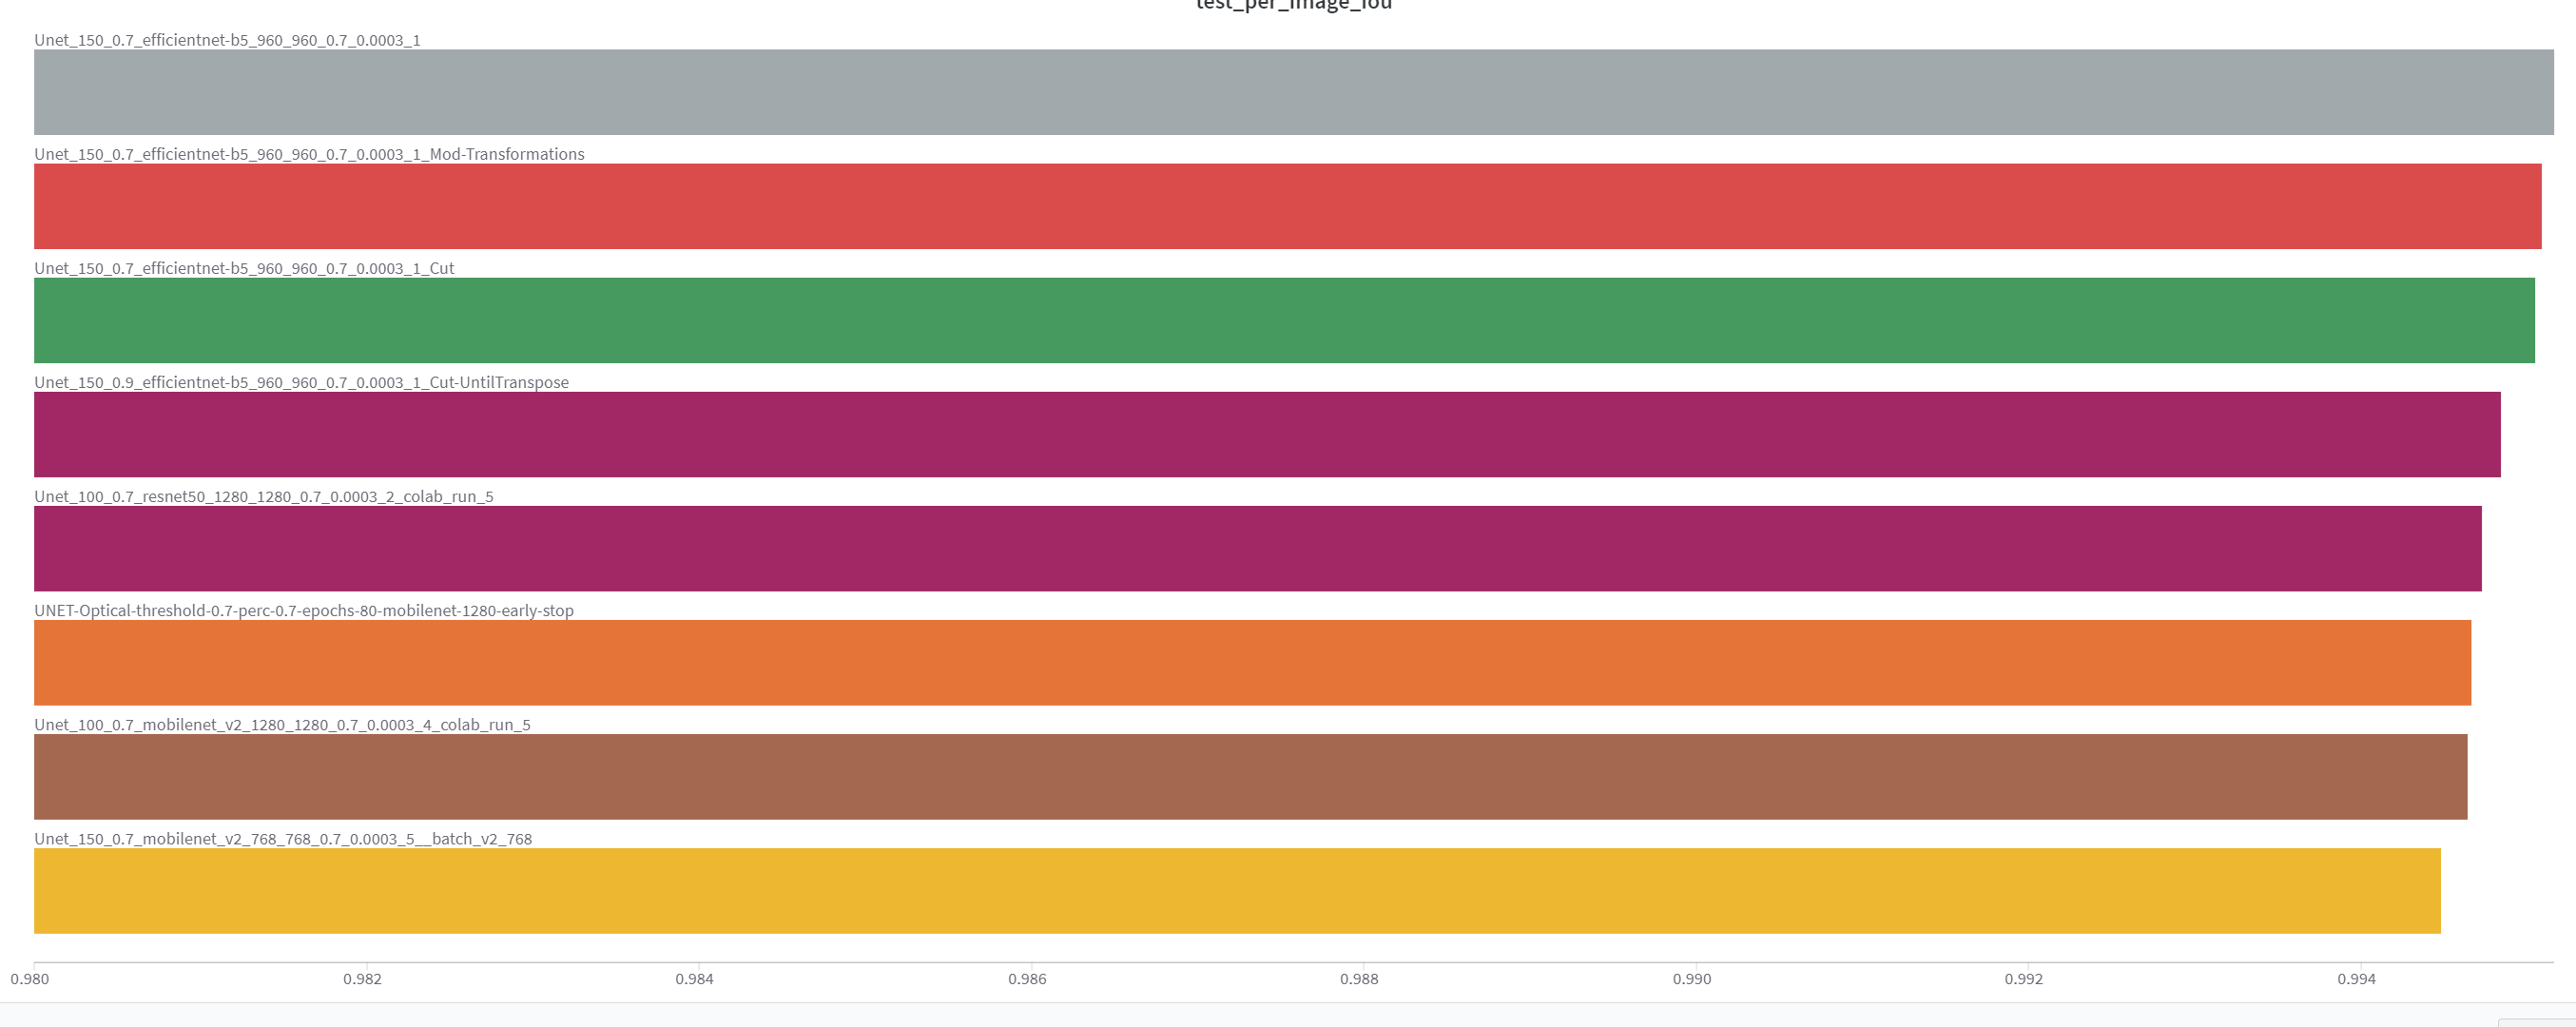 test_per_image_iou
Unet_150_0.7_efficientnet-b5_960_960_0.7_0.0003_1
Unet_150_0.7_efficientnet-b5_960_960_0.7_0.0003_1_Mod-Transformations
Unet_150_0.7_efficientnet-b5_960_960_0.7_0.0003_1_Cut
Unet_150_0.9_efficientnet-b5_960_960_0.7_0.0003_1_Cut-UntilTranspose
Unet_100_0.7_resnet50_1280_1280_0.7_0.0003_2_colab_run_5
UNET-Optical-threshold-0.7-perc-0.7-epochs-80-mobilenet-1280-early-stop
Unet_100_0.7_mobilenet_v2_1280_1280_0.7_0.0003_4_colab_run_5
Unet_150_0.7_mobilenet_v2_768_768_0.7_0.0003_5__batch_v2_768
0.980 0.982 0.984 0.986 0.988 0.990 0.992 0.994